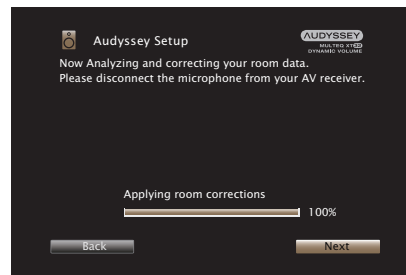 Audyssey Setup
AUDYSSEY
MULTEQ XT32
DYNAMIC VOLUME
Now Analyzing and correcting your room data.
Please disconnect the microphone from your AV receiver.
Applying room corrections
100%
Back
Next